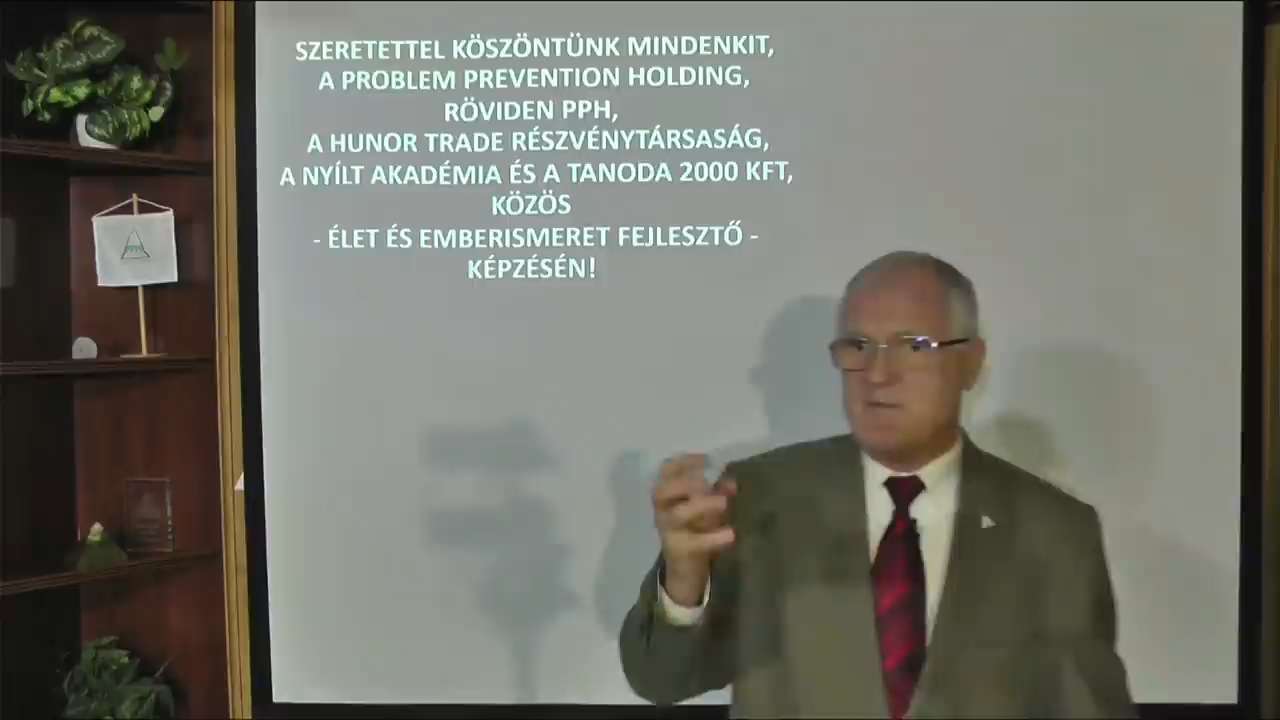 SZERETETTEL KÖSZÖNTÜNK MINDENKIT,
A PROBLEM PREVENTION HOLDING,
RÖVIDEN PPH,
A HUNOR TRADE RÉSZVÉNYTÁRSASÁG,
A NYÍLT AKADÉMIA ÉS A TANODA 2000 KFT,
KÖZÖS
- ÉLET ÉS EMBERISMERET FEJLESZTŐ -
KÉPZÉSÉN!